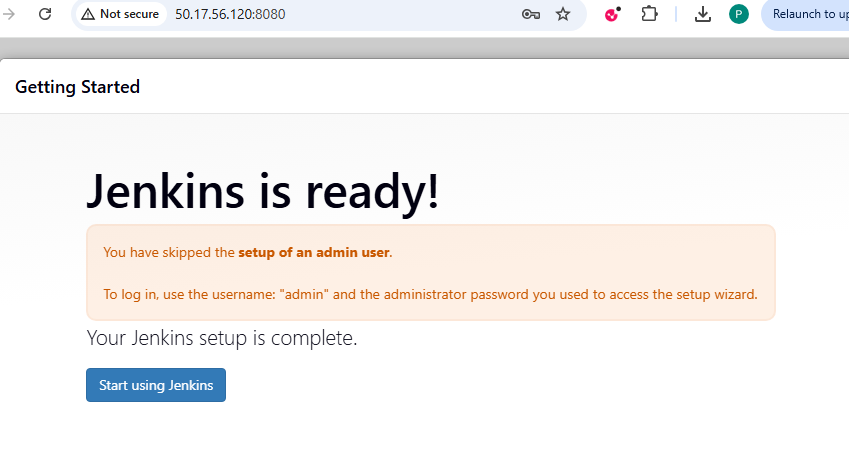 Not secure 50.17.56.120:8080
P
Relaunch to up
Getting Started
Jenkins is ready!
You have skipped the setup of an admin user.
To log in, use the username: "admin" and the administrator password you used to access the setup wizard.
Your Jenkins setup is complete.
Start using Jenkins